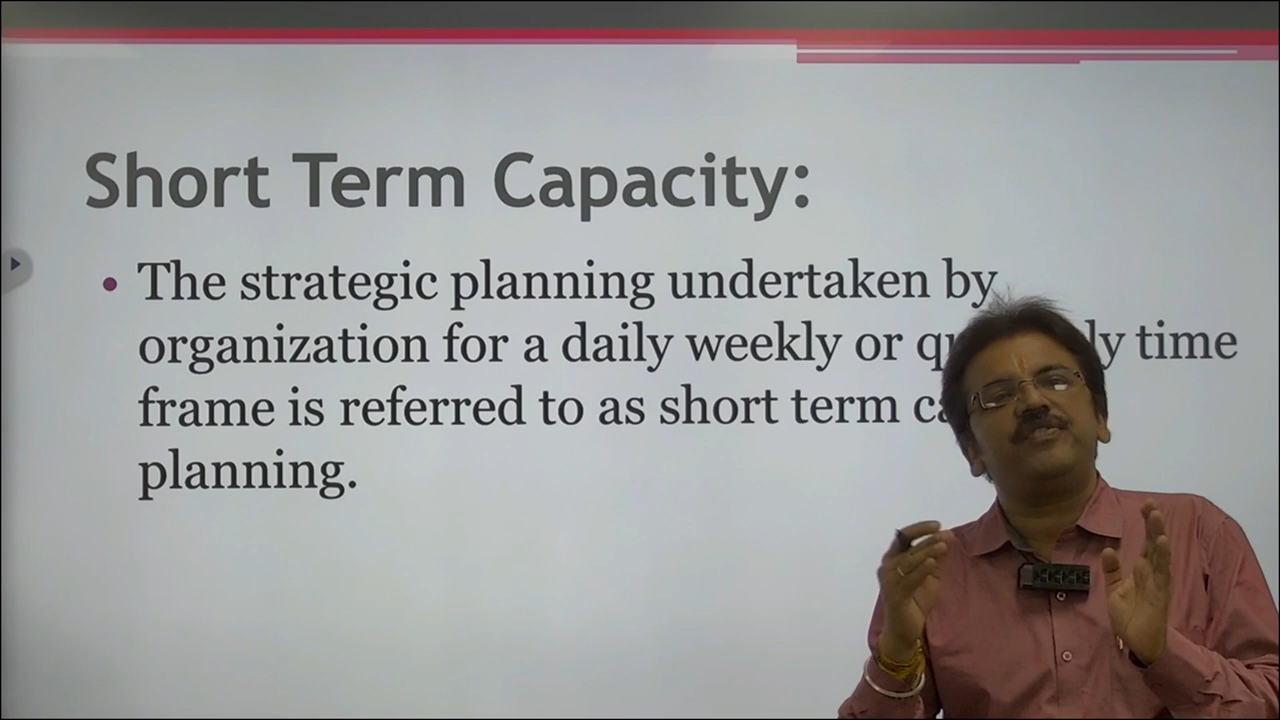 Short Term Capacity:
• The strategic planning undertaken by
organization for a daily weekly or time
frame is referred to as short term
planning.